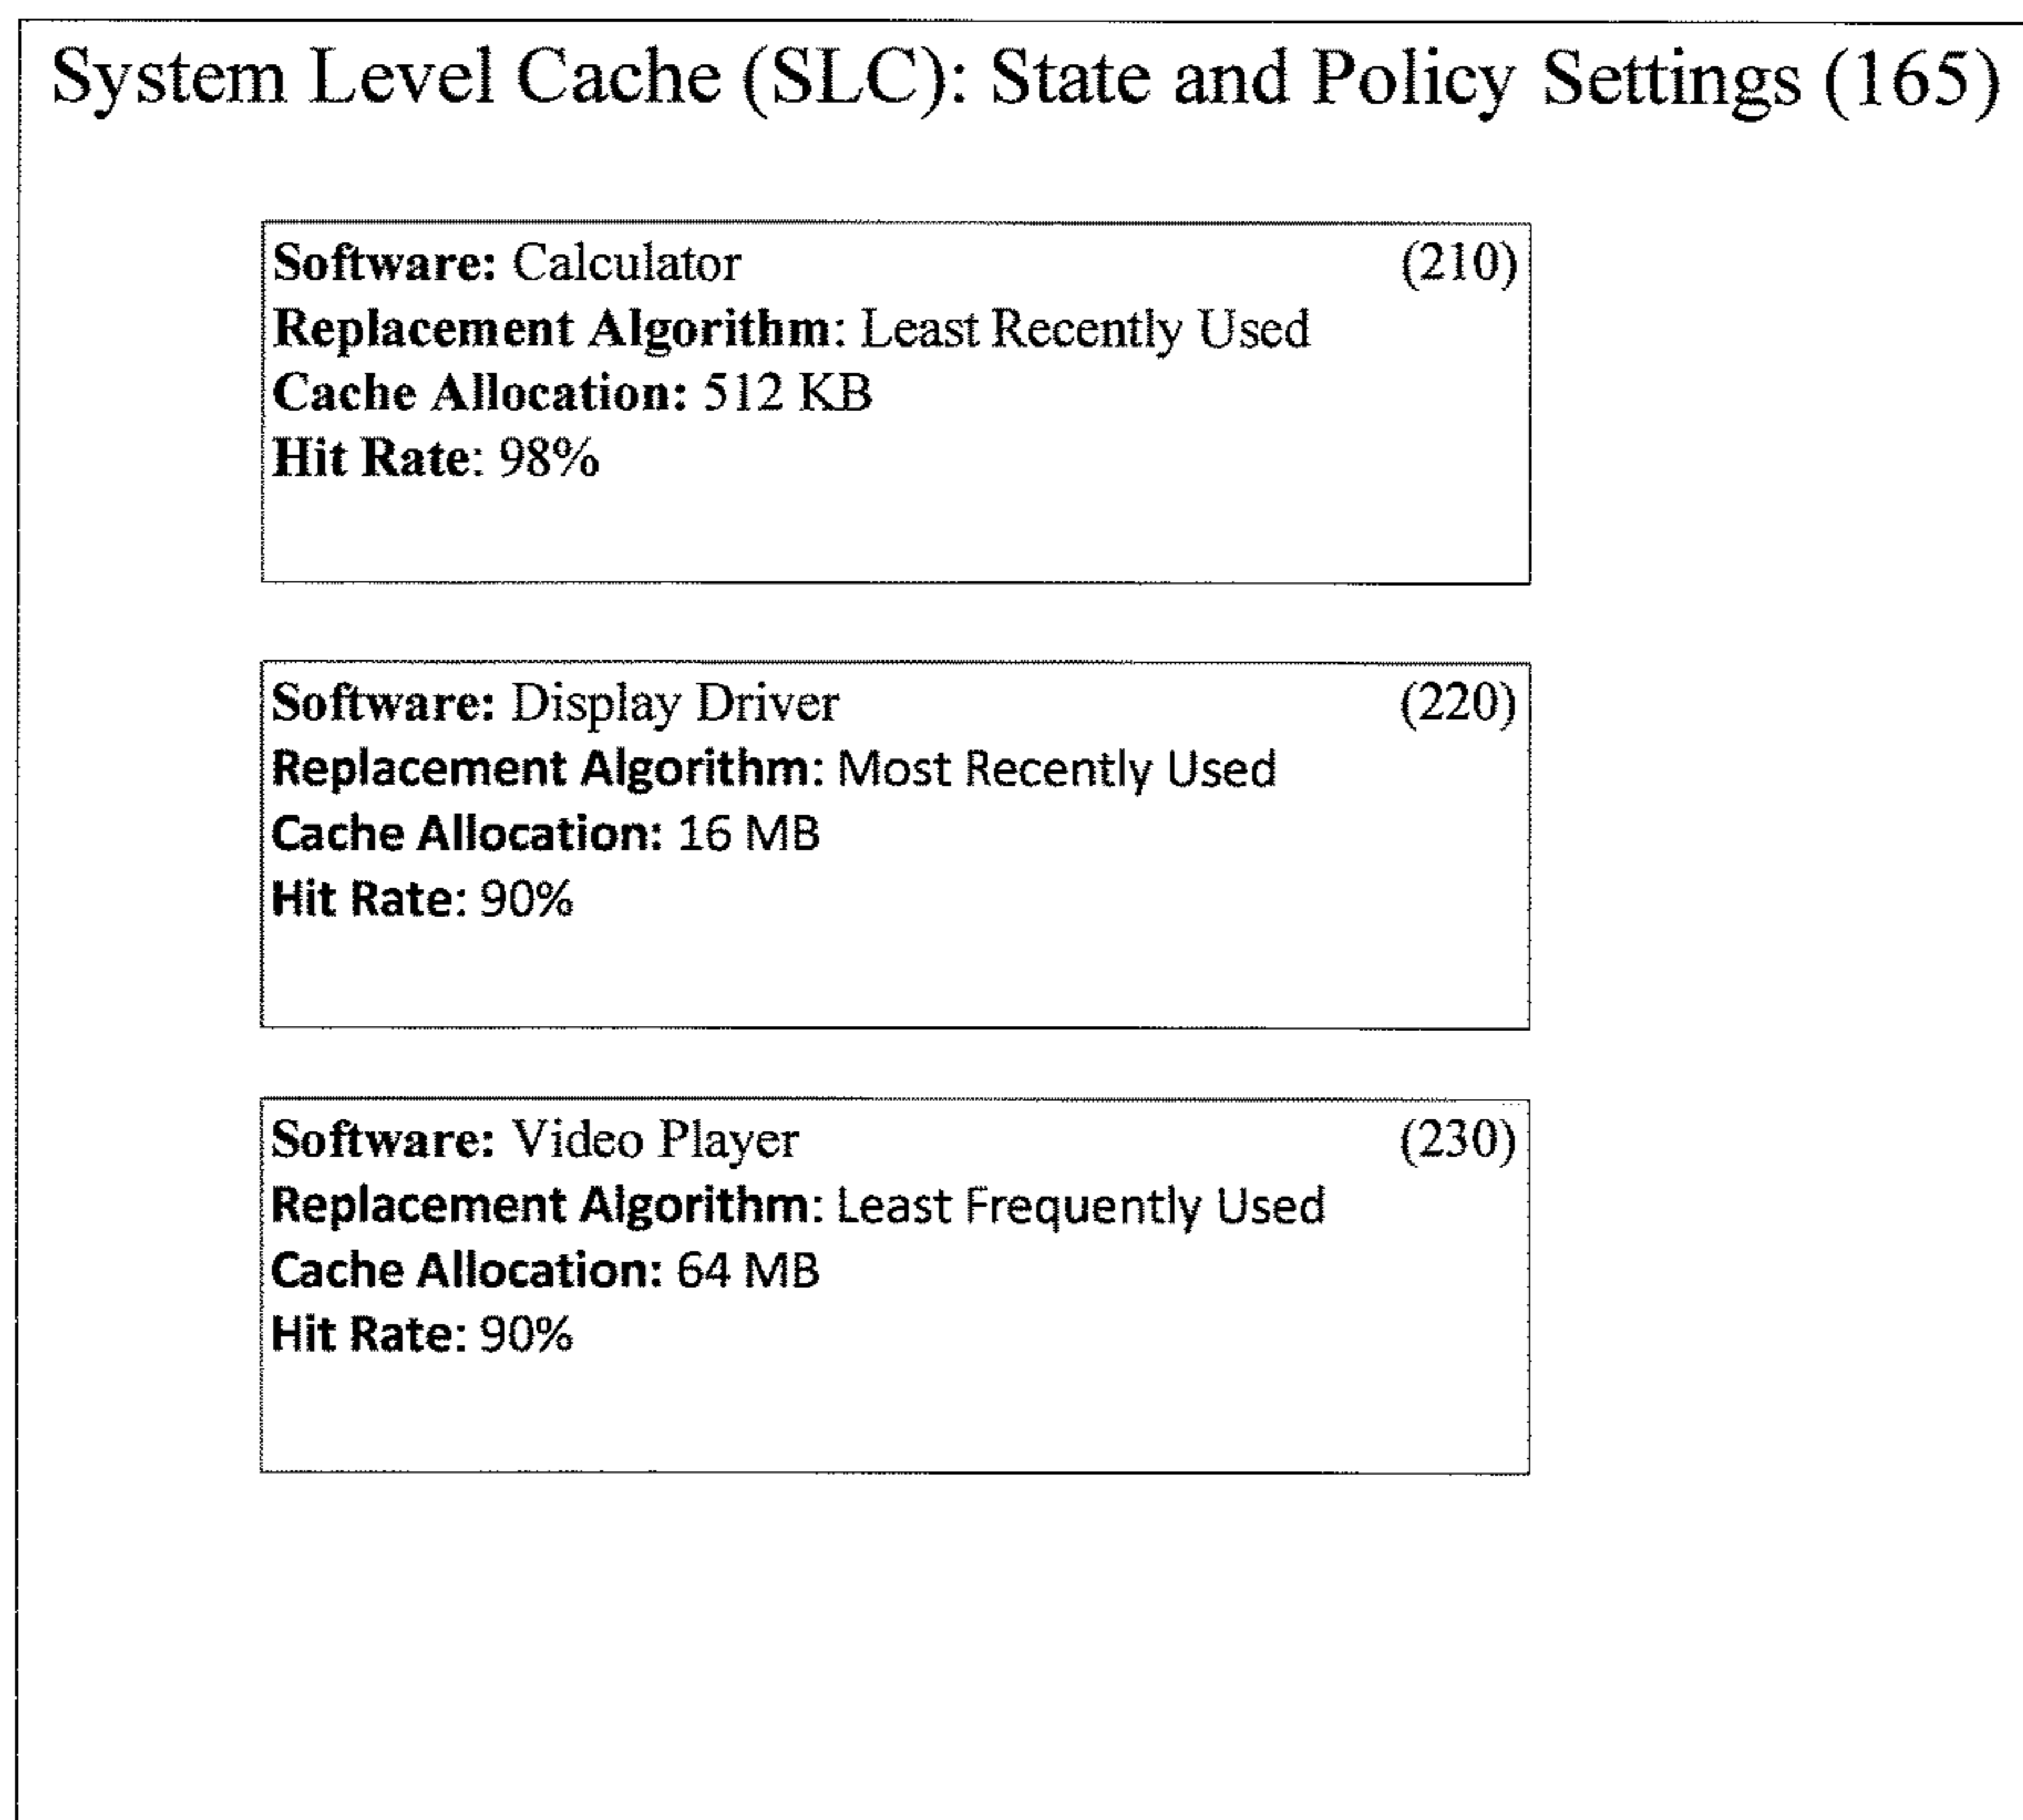 System Level Cache (SLC): State and Policy Settings (165)
Software: Calculator (210)
Replacement Algorithm: Least Recently Used
Cache Allocation: 512 KB
Hit Rate: 98%
Software: Display Driver (220)
Replacement Algorithm: Most Recently Used
Cache Allocation: 16 MB
Hit Rate: 90%
Software: Video Player (230)
Replacement Algorithm: Least Frequently Used
Cache Allocation: 64 MB
Hit Rate: 90%